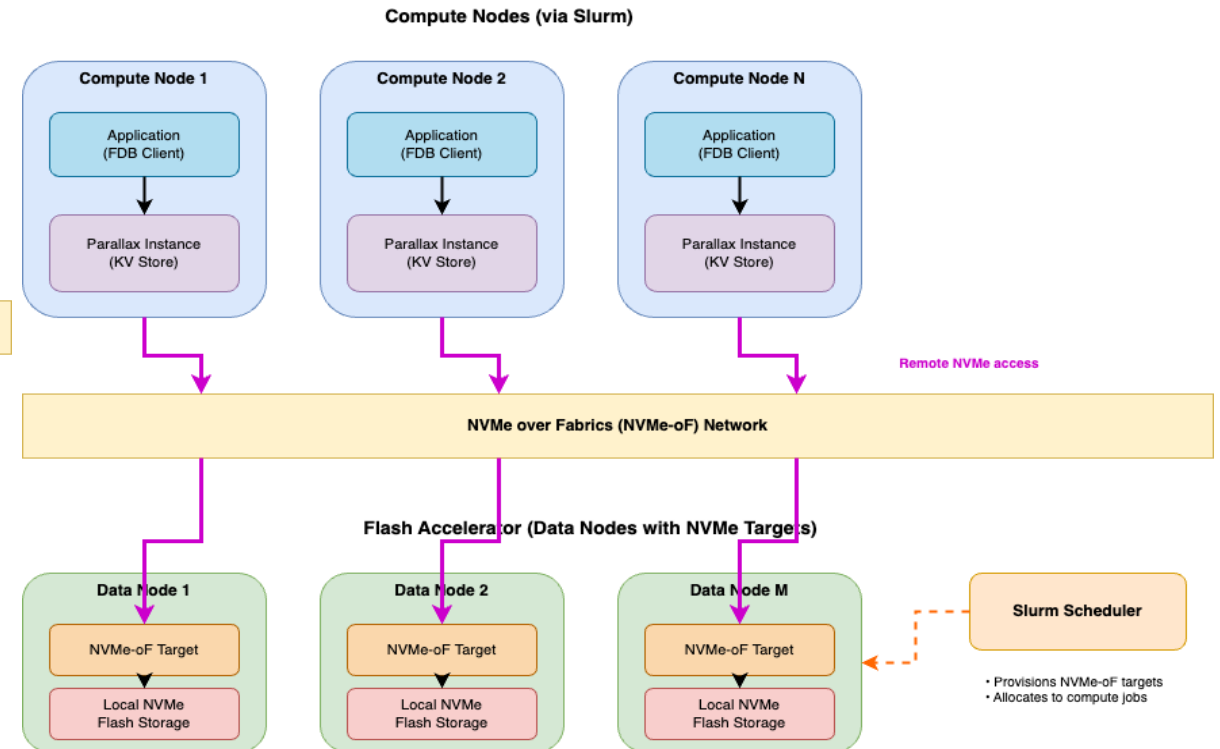 Compute Nodes (via Slurm)
Compute Node 1
Compute Node 2
Compute Node N
Application
(FDB Client)
Application
(FDB Client)
Application
(FDB Client)
Parallax Instance
(KV Store)
Parallax Instance
(KV Store)
Parallax Instance
(KV Store)
Remote NVMe access
NVMe over Fabrics (NVMe-oF) Network
Flash Accelerator (Data Nodes with NVMe Targets)
Data Node 1
Data Node 2
Data Node M
Slurm Scheduler
NVMe-oF Target
NVMe-oF Target
NVMe-oF Target
• Provisions NVMe-oF targets
• Allocates to compute jobs
Local NVMe
Flash Storage
Local NVMe
Flash Storage
Local NVMe
Flash Storage